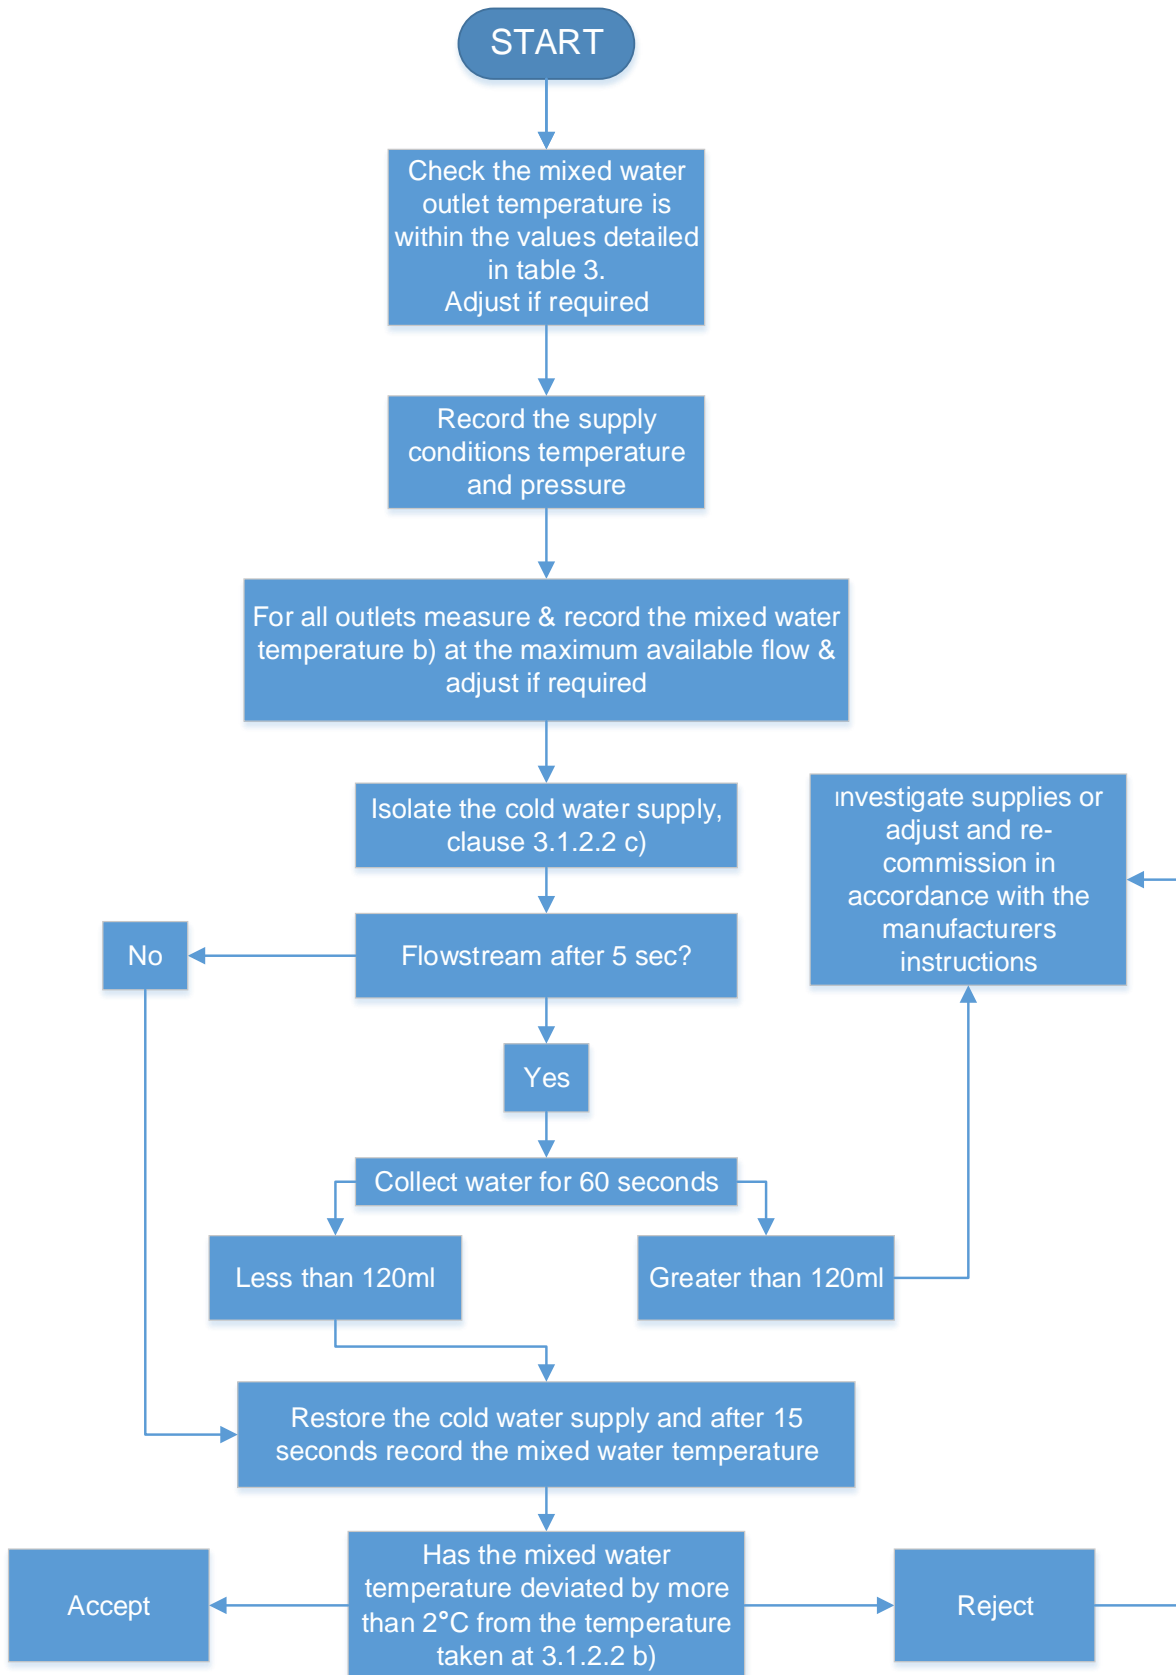 START
Check the mixed water
outlet temperature is
within the values detailed
in table 3.
Adjust if required
Record the supply
conditions temperature
and pressure
For all outlets measure & record the mixed water
temperature b) at the maximum available flow &
adjust if required
Isolate the cold water supply,
clause 3.1.2.2 c)
Investigate supplies or
adjust and re-
commission in
accordance with the
manufacturers
instructions
No
Flowstream after 5 sec?
Yes
Collect water for 60 seconds
Less than 120ml
Greater than 120ml
Restore the cold water supply and after 15
seconds record the mixed water temperature
Accept
Has the mixed water
temperature deviated by more
than 2°C from the temperature
taken at 3.1.2.2 b)
Reject